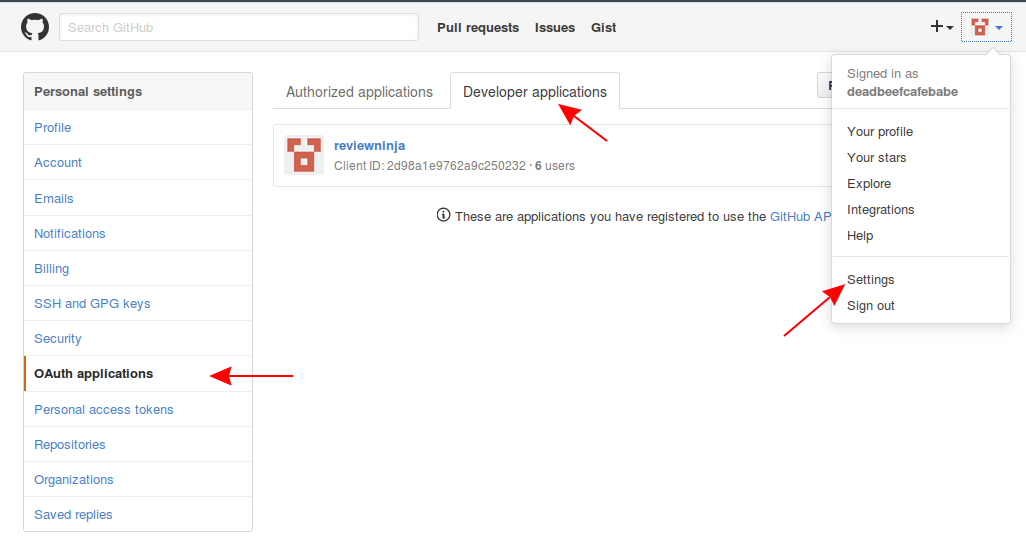 Search GitHub
Pull requests Issues Gist
Signed in as
deadbeefcafebabe
Your profile
Your stars
Explore
Integrations
Help
Settings
Sign out
Personal settings
Profile
Account
Emails
Notifications
Billing
SSH and GPG keys
Security
OAuth applications
Personal access tokens
Repositories
Organizations
Saved replies
Authorized applications Developer applications
reviewninja
Client ID: 2d98a1e9762a9c250232 · 6 users
These are applications you have registered to use the GitHub AP